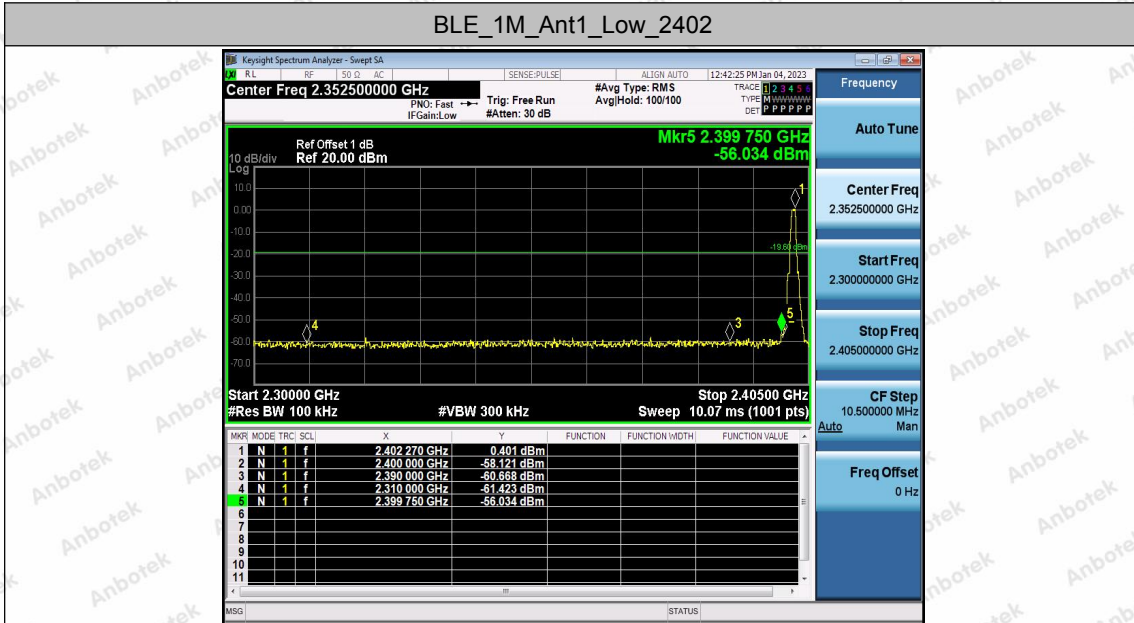 BLE_1M_Ant1_Low_2402
Keysight Spectrum Analyzer - Swept SA
LXI RL RF 50 Ω AC SENSE:PULSE ALIGN AUTO 12:42:25 PM Jan 04, 2023
Center Freq 2.352500000 GHz
PNO: Fast
IFGain:Low
Trig: Free Run
#Atten: 30 dB
#Avg Type: RMS
Avg|Hold: 100/100
TRACE 1 2 3 4 5 6
TYPE M W W W W W
DET P P P P P P
Frequency
Auto Tune
Center Freq
2.352500000 GHz
Start Freq
2.300000000 GHz
Stop Freq
2.405000000 GHz
CF Step
10.500000 MHz
Auto Man
Freq Offset
0 Hz
Mkr5 2.399 750 GHz
-56.034 dBm
Ref Offset 1 dB
10 dB/div Ref 20.00 dBm
Log
10.0
0.00
-10.0
-20.0
-30.0
-40.0
-50.0
-60.0
-70.0
1
-19.60 dBm
5
3
4
Start 2.30000 GHz Stop 2.40500 GHz
#Res BW 100 kHz #VBW 300 kHz Sweep 10.07 ms (1001 pts)
MKR MODE TRC SCL X Y FUNCTION FUNCTION WIDTH FUNCTION VALUE
1 N 1 f 2.402 270 GHz 0.401 dBm
2 N 1 f 2.400 000 GHz -58.121 dBm
3 N 1 f 2.390 000 GHz -60.668 dBm
4 N 1 f 2.310 000 GHz -61.423 dBm
5 N 1 f 2.399 750 GHz -56.034 dBm
6
7
8
9
10
11
MSG STATUS
Anbotek